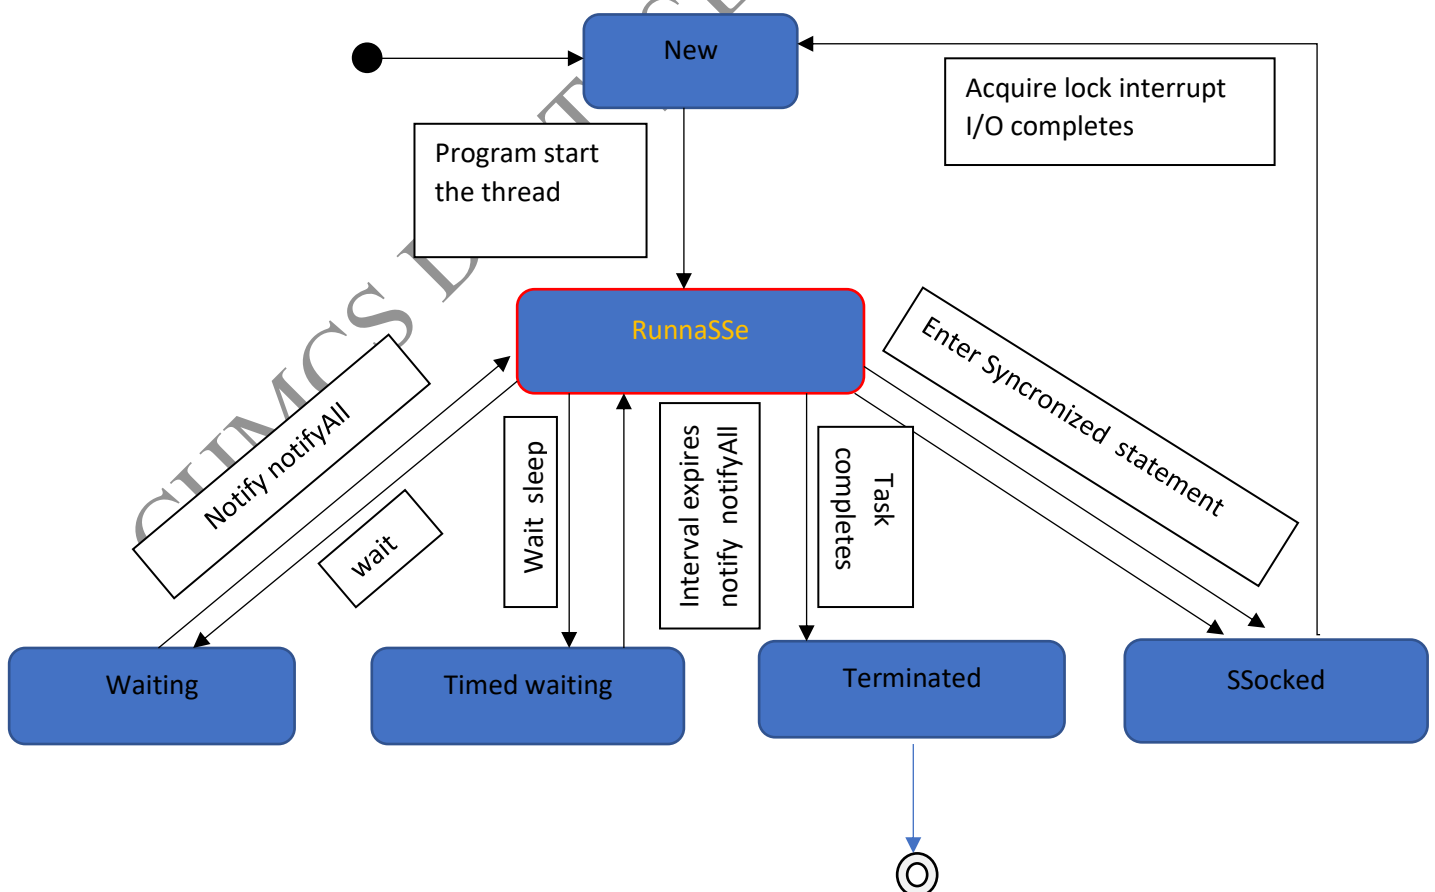 New
Acquire lock interrupt
I/O completes
Program start
the thread
RunnaSSe
Enter Syncronized statement
Notify notifyAll
wait
Wait sleep
Interval expires
notify notifyAll
Task
completes
Waiting
Timed waiting
Terminated
SSocked